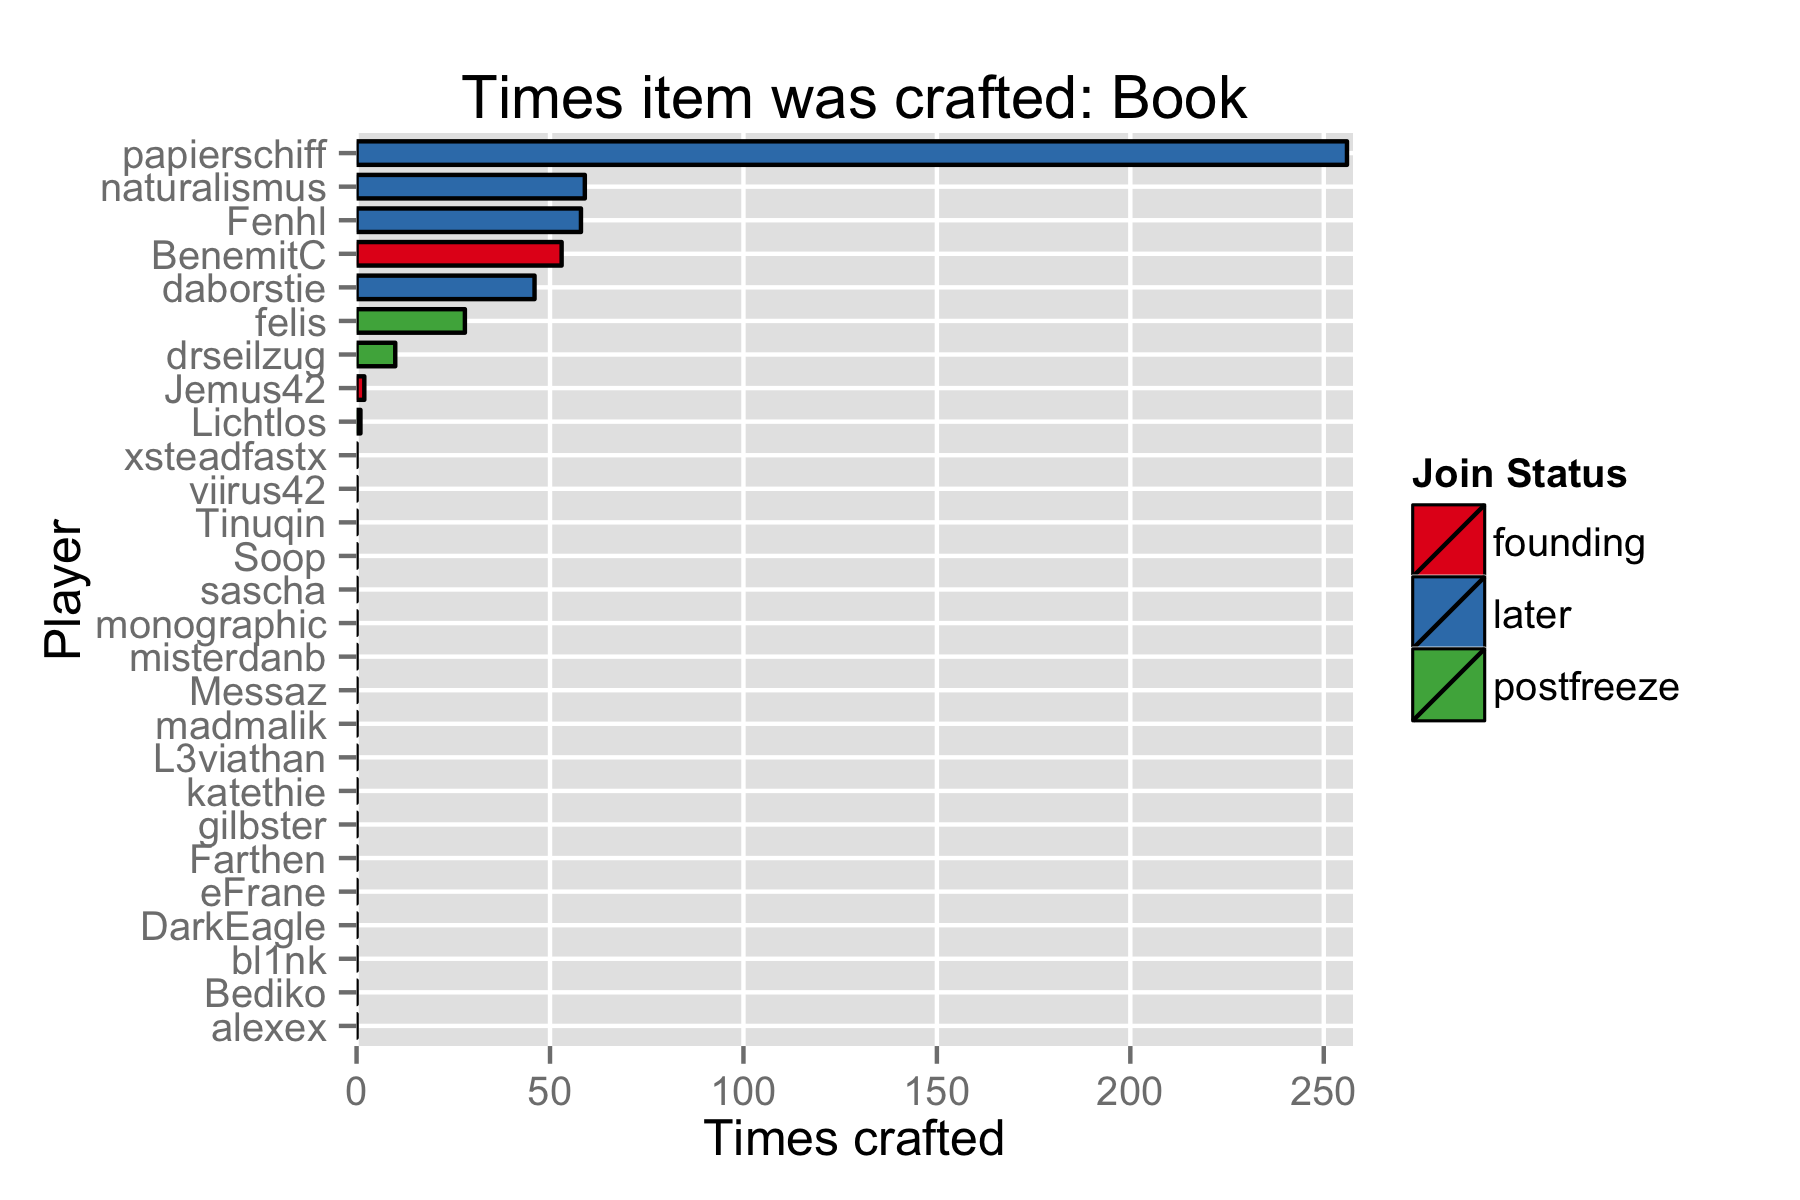 Times item was crafted: Book
papierschiff
naturalismus
Fenhl
BenemitC
daborstie
felis
drseilzug
Jemus42
Lichtlos
xsteadfastx
viirus42
Tinuqin
Soop
sascha
monographic
misterdanb
Messaz
madmalik
L3viathan
katethie
gilbster
Farthen
eFrane
DarkEagle
bl1nk
Bediko
alexex
Player
0 50 100 150 200 250
Times crafted
Join Status
founding
later
postfreeze